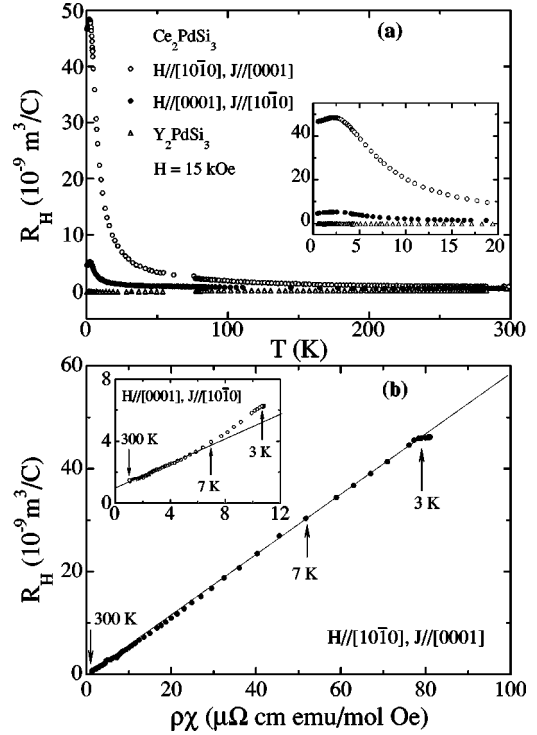 50
40
30
20
10
0
R_H (10^-9 m^3/C)
(a)
Ce2PdSi3
H//[101̄0], J//[0001]
H//[0001], J//[101̄0]
Y2PdSi3
H = 15 kOe
40
20
0
0 5 10 15 20
0 100 200 300
T (K)
60
40
20
0
R_H (10^-9 m^3/C)
(b)
6
4
2
0
H//[0001], J//[101̄0]
300 K
7 K
3 K
0 4 8 12
3 K
7 K
300 K
H//[101̄0], J//[0001]
0 20 40 60 80 100
ρχ (μΩ cm emu/mol Oe)